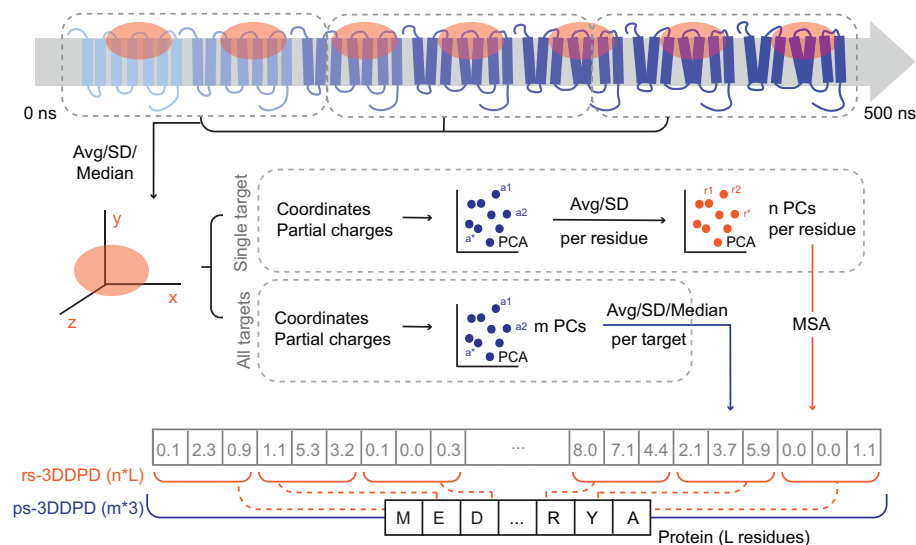 0 ns
500 ns
Avg/SD/
Median
y
x
z
Single target
Coordinates
Partial charges
a1
a2
a*
PCA
Avg/SD
per residue
r1 r2
r*
PCA
n PCs
per residue
All targets
Coordinates
Partial charges
a1
a2
a*
PCA
m PCs
Avg/SD/Median
per target
MSA
0.1 2.3 0.9 1.1 5.3 3.2 0.1 0.0 0.3 ... 8.0 7.1 4.4 2.1 3.7 5.9 0.0 0.0 1.1
rs-3DDPD (n*L)
ps-3DDPD (m*3)
M E D ... R Y A
Protein (L residues)